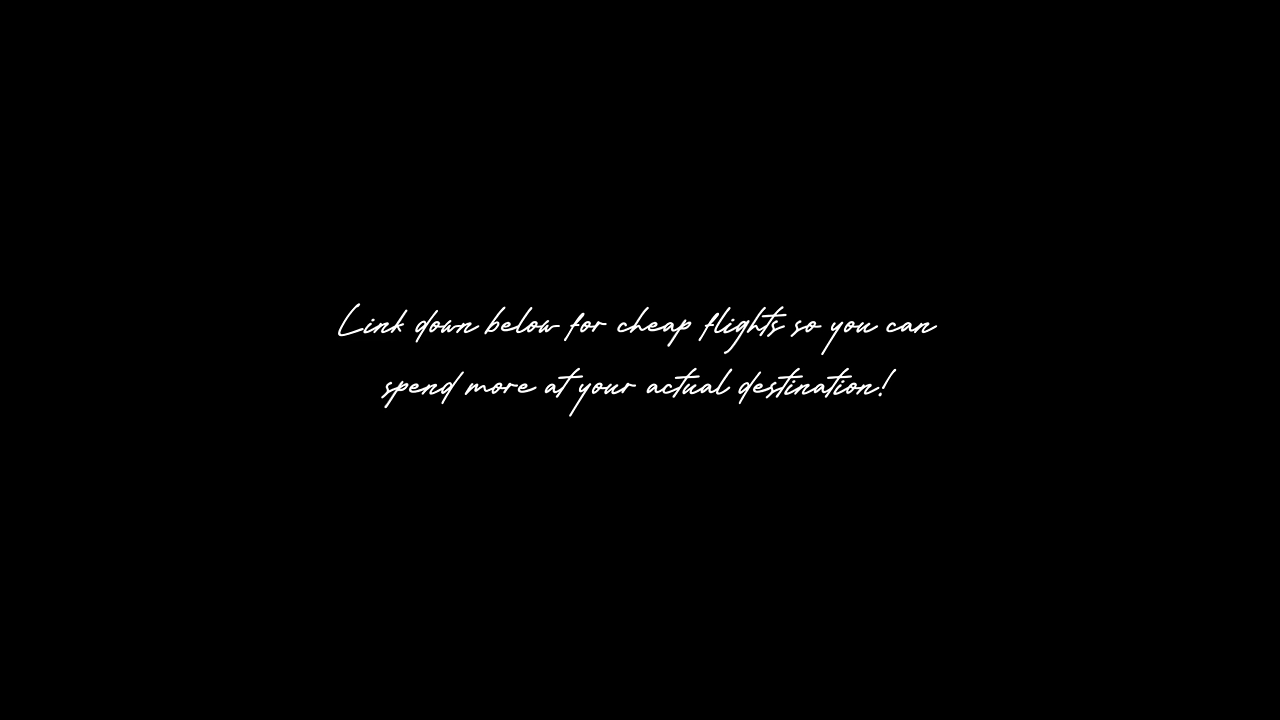 Link down below for cheap flights so you can
spend more at your actual destination!